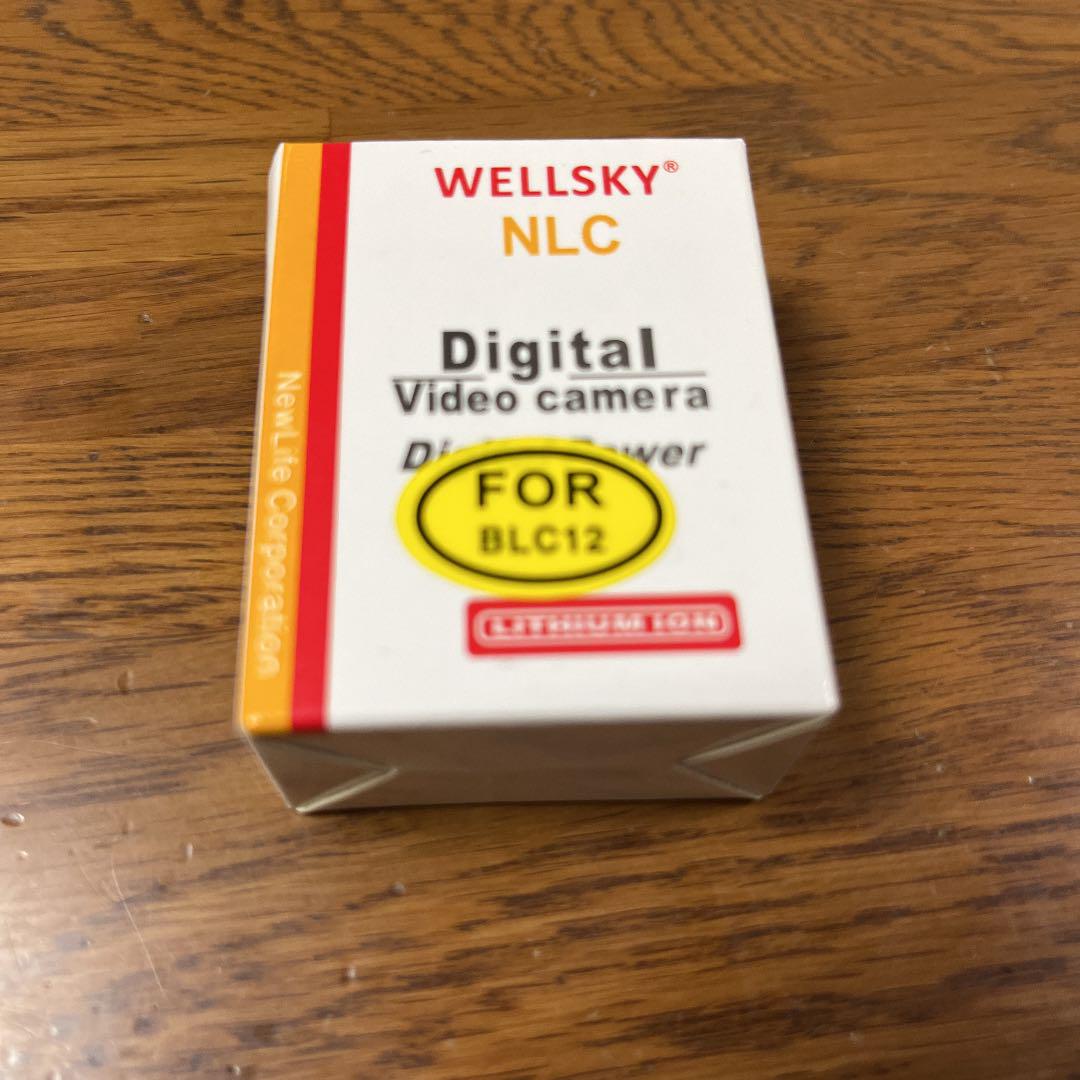 WELLSKY®
NLC
Digital
Video camera
FOR
BLC12
LITHIUM ION
NewLife Corporation